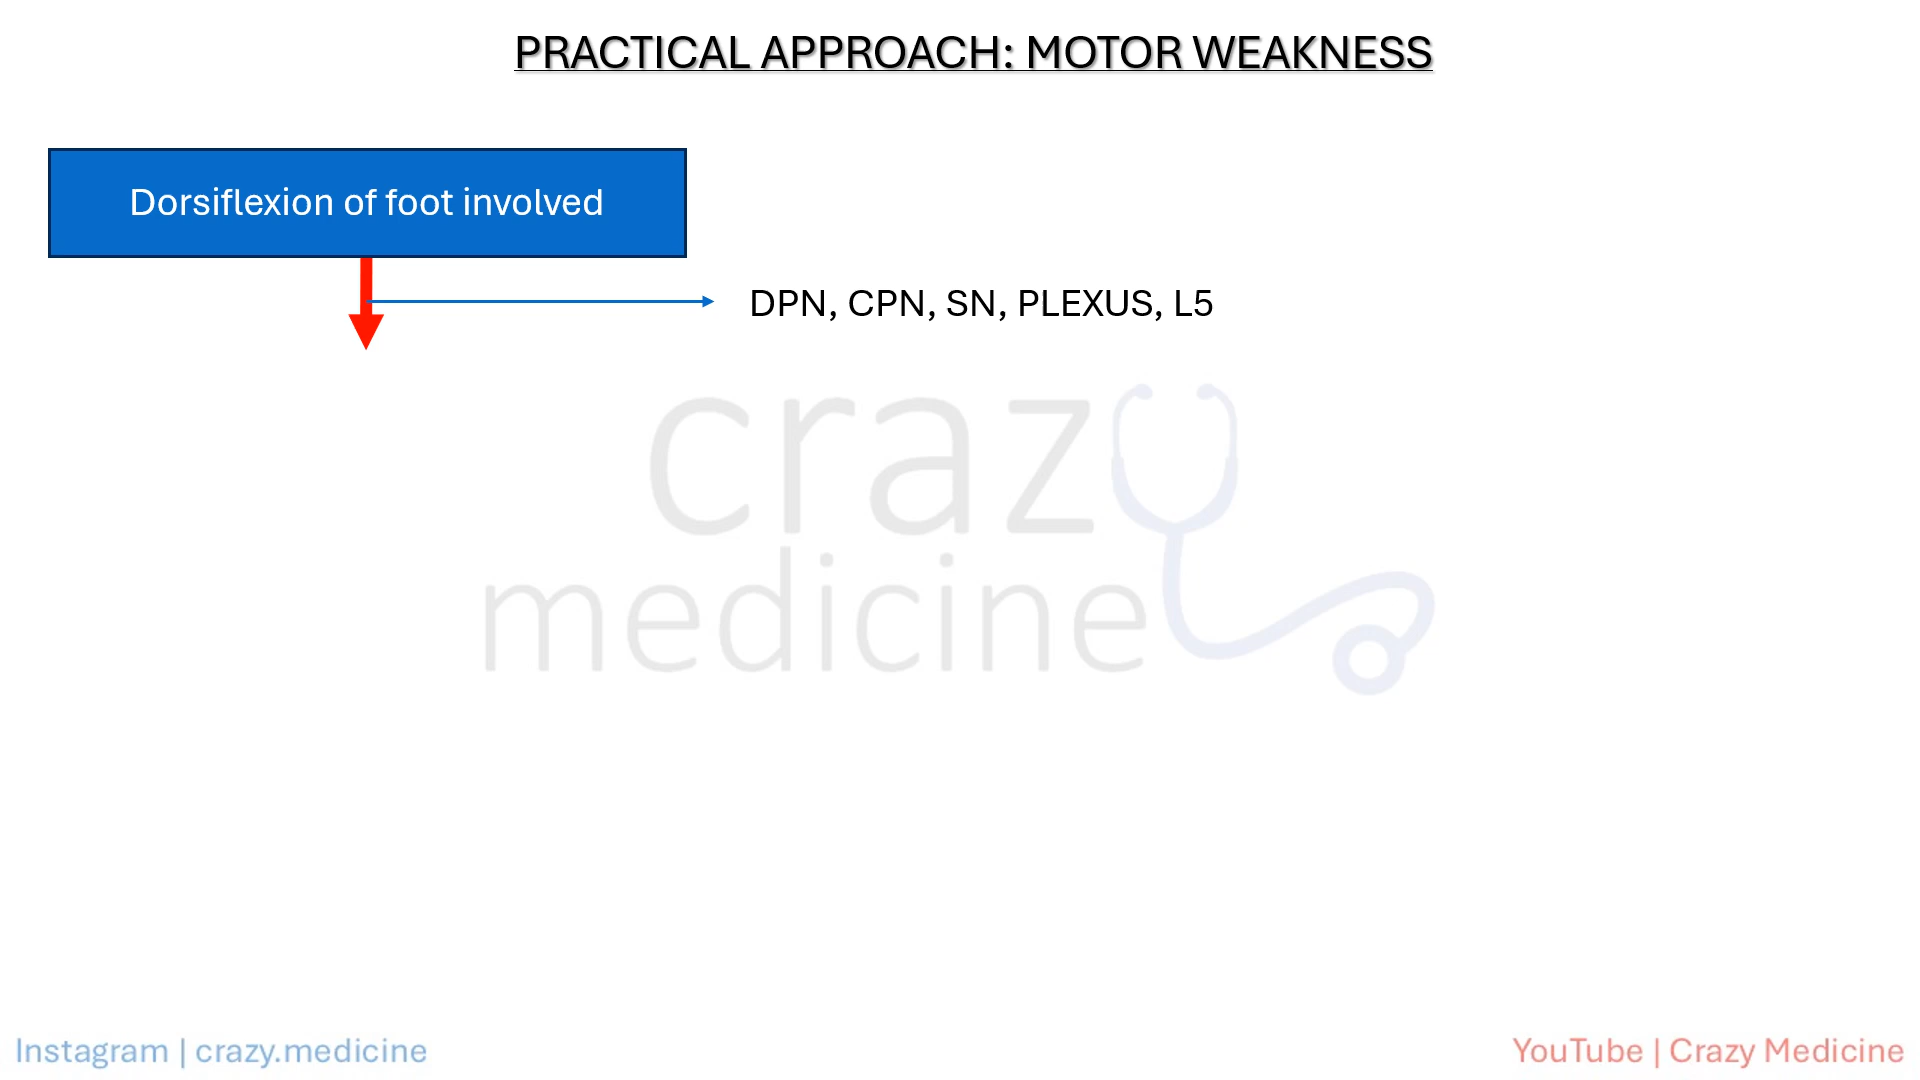 PRACTICAL APPROACH: MOTOR WEAKNESS
Dorsiflexion of foot involved
DPN, CPN, SN, PLEXUS, L5
crazy
medicine
Instagram | crazy.medicine
YouTube | Crazy Medicine